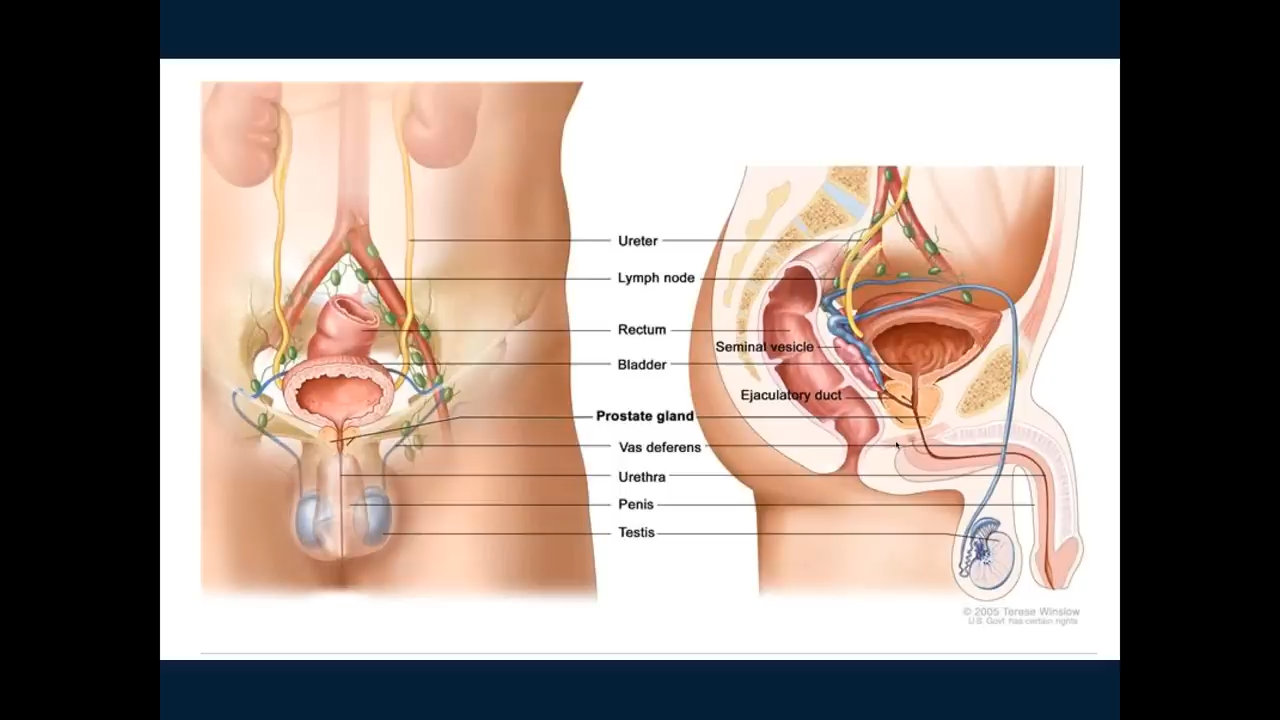 Ureter
Lymph node
Rectum
Seminal vesicle
Bladder
Ejaculatory duct
Prostate gland
Vas deferens
Urethra
Penis
Testis
© 2005 Terese Winslow
U.S. Govt. has certain rights